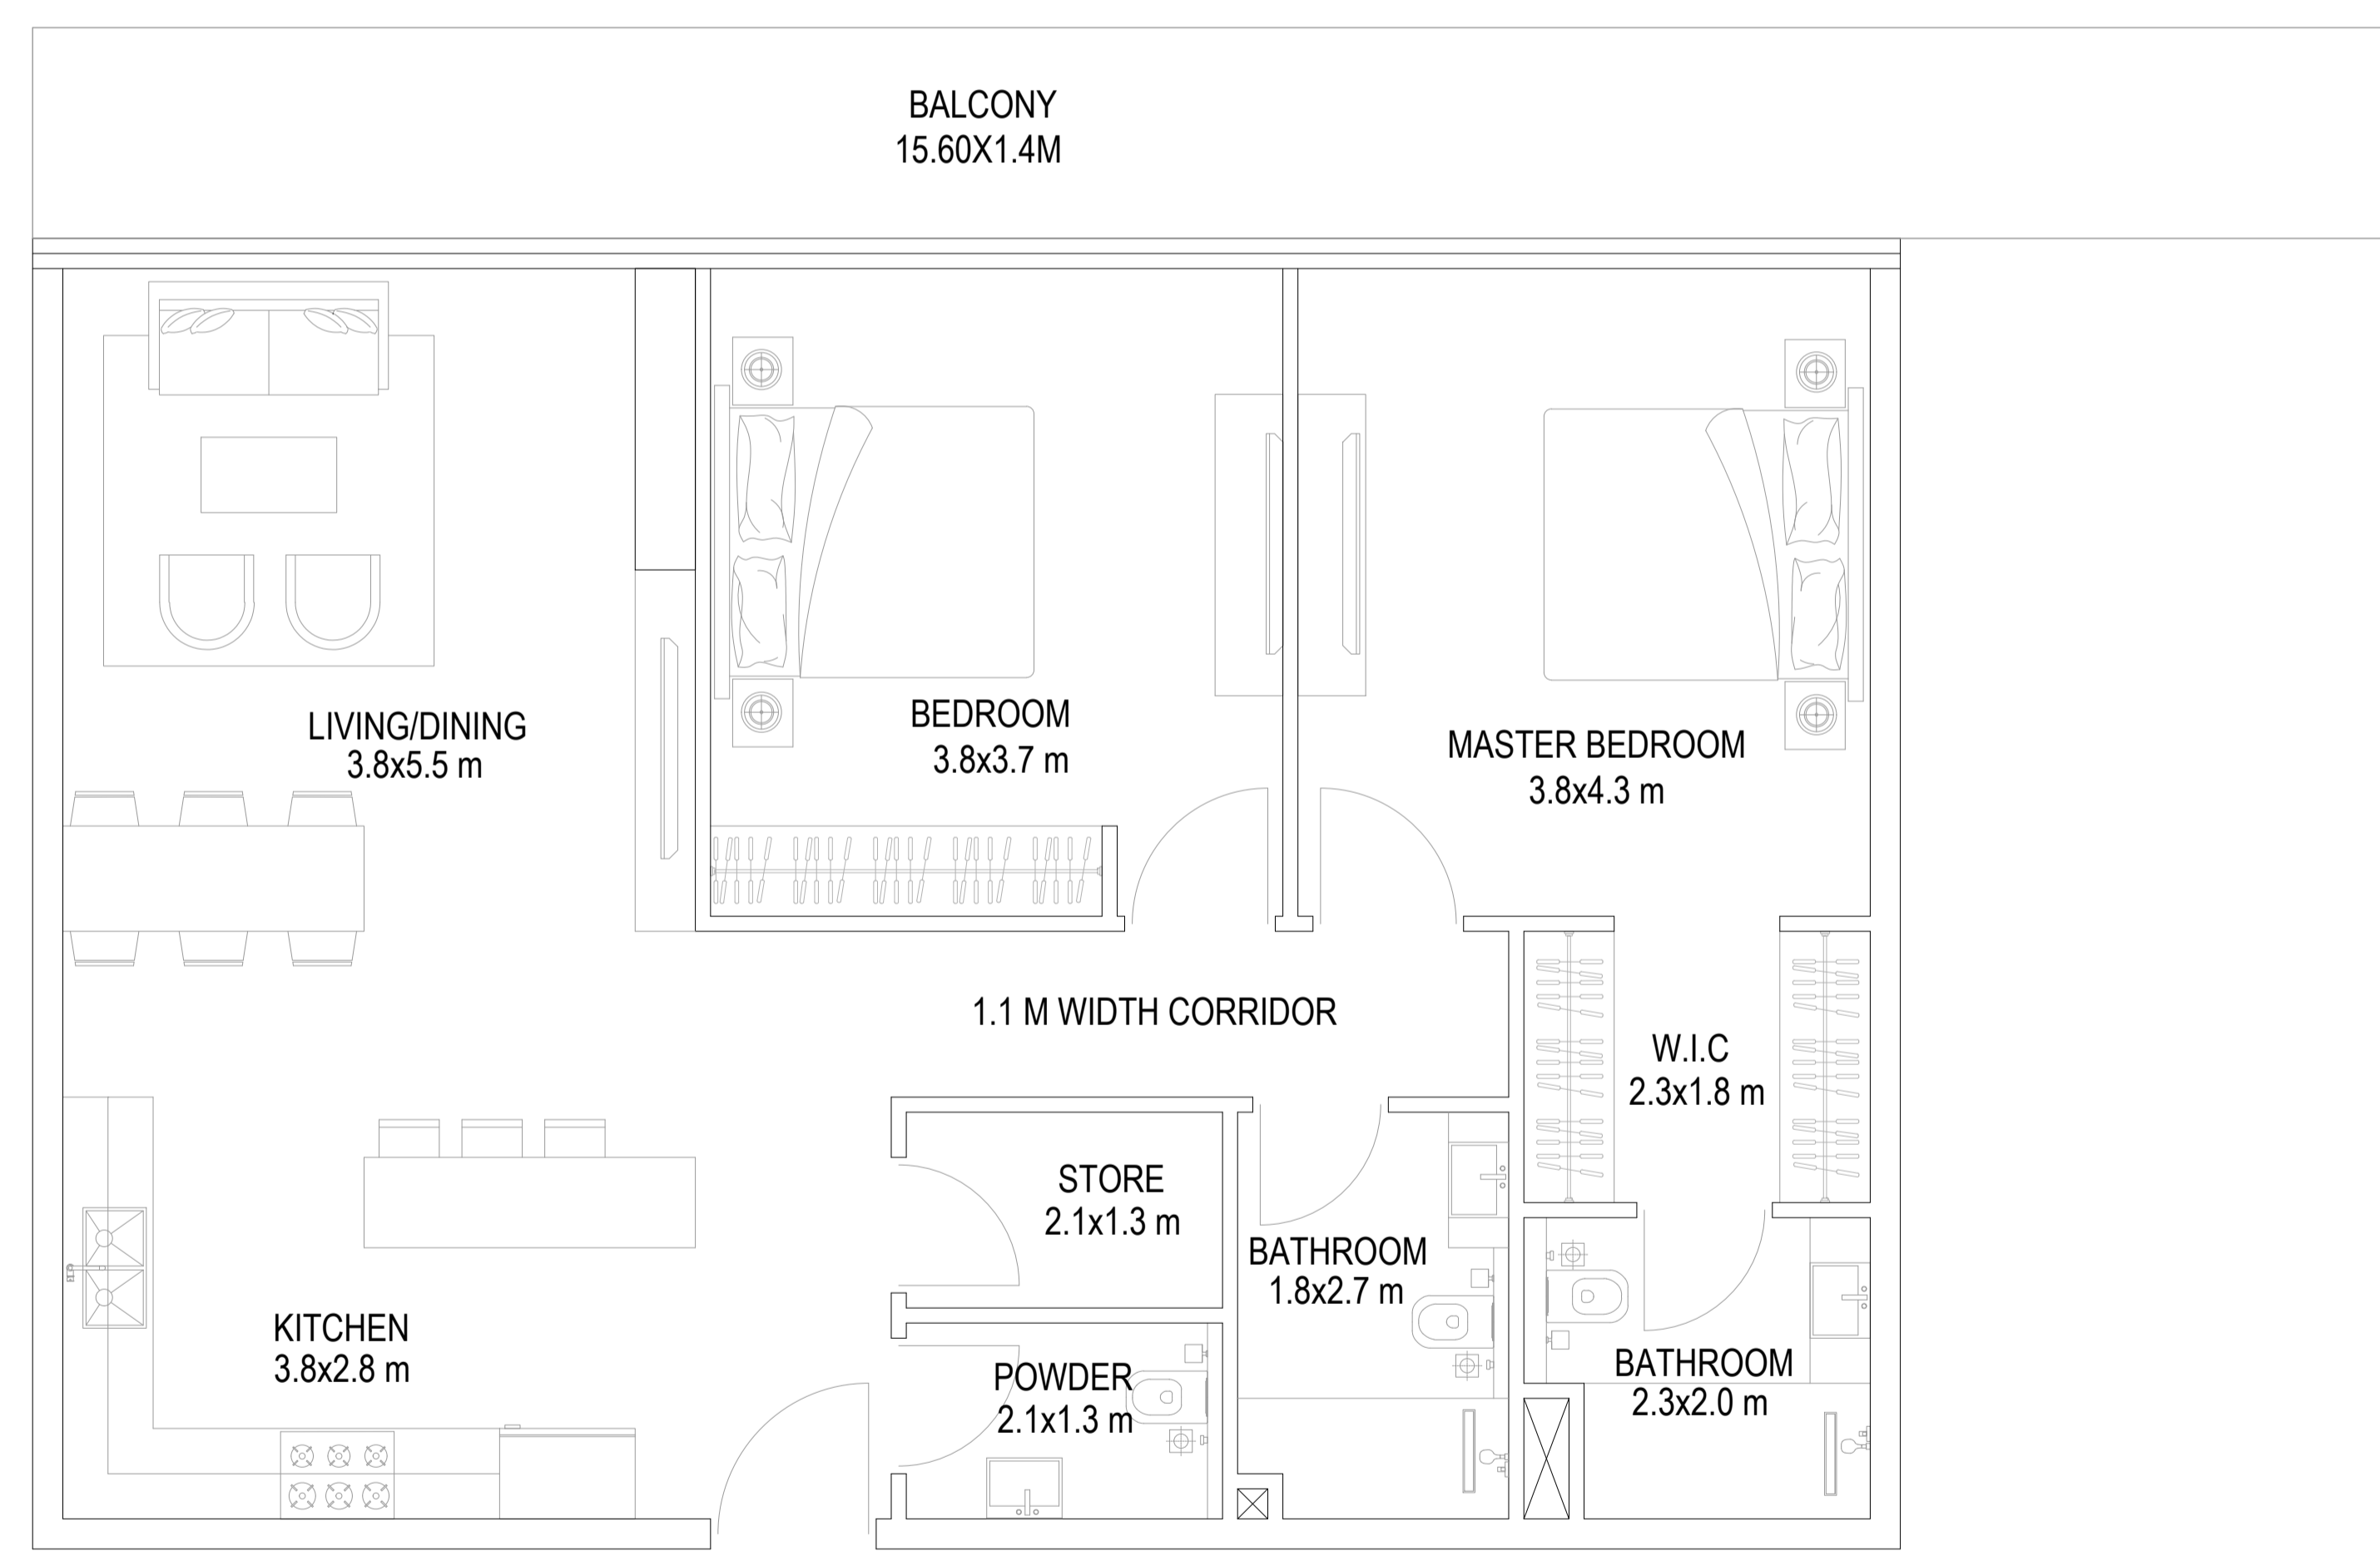 BALCONY
15.60X1.4M
LIVING/DINING
3.8x5.5 m
BEDROOM
3.8x3.7 m
MASTER BEDROOM
3.8x4.3 m
1.1 M WIDTH CORRIDOR
W.I.C
2.3x1.8 m
STORE
2.1x1.3 m
BATHROOM
1.8x2.7 m
KITCHEN
3.8x2.8 m
POWDER
2.1x1.3 m
BATHROOM
2.3x2.0 m